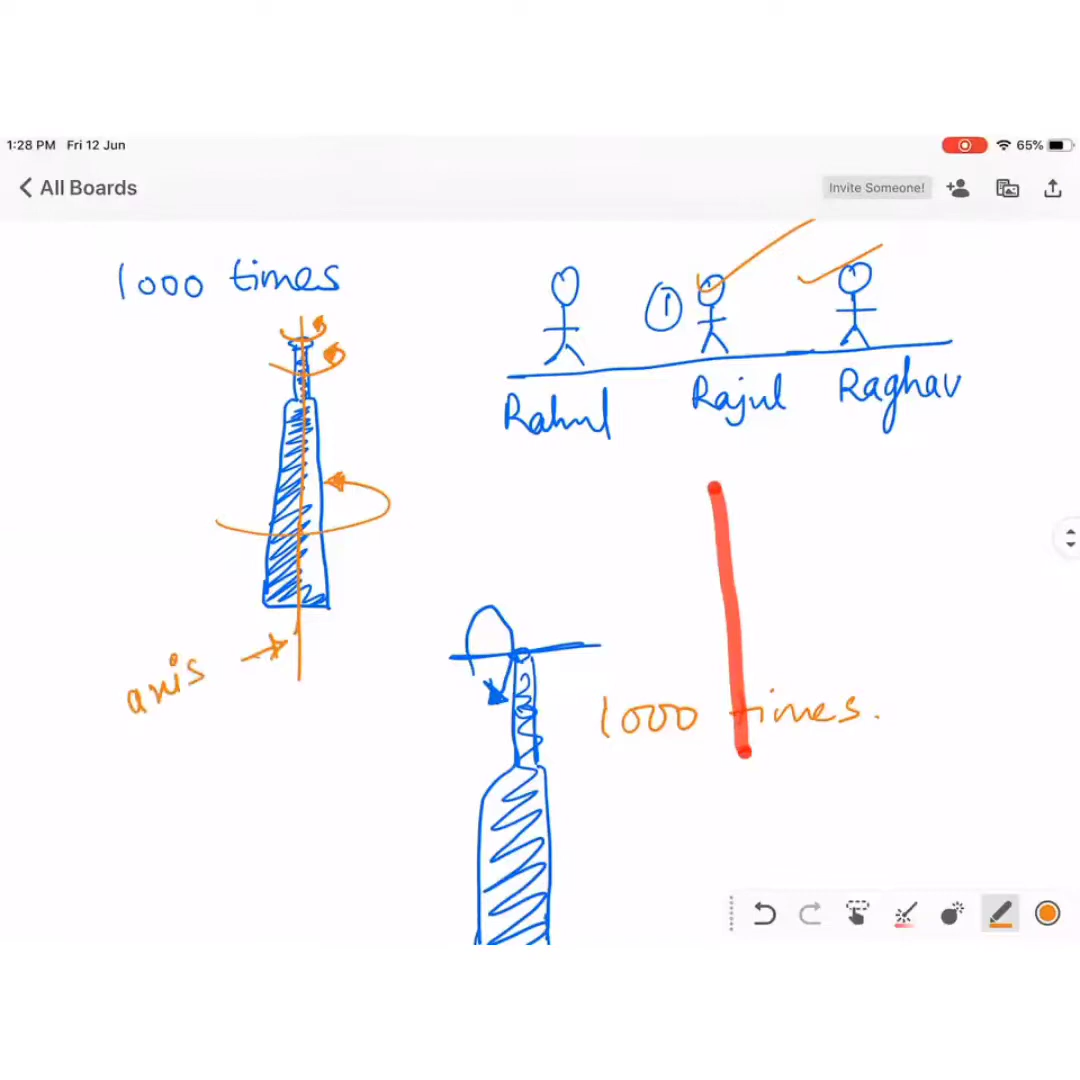 1:28 PM Fri 12 Jun
65%
All Boards
Invite Someone!
1000 times
1
Rahul Rajul Raghav
axis
1000 times.